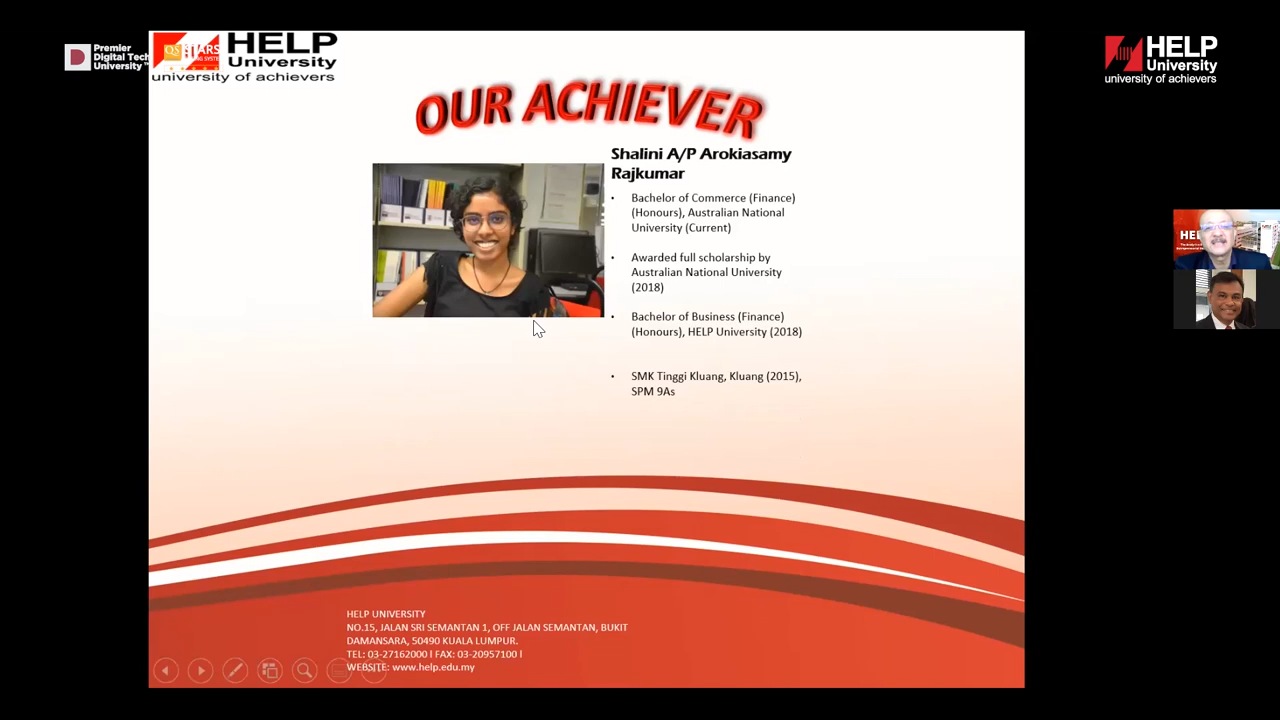 Premier
Digital Tech
University™
QS STARS
HELP
University
university of achievers
HELP
University
university of achievers
OUR ACHIEVER
Shalini A/P Arokiasamy
Rajkumar
• Bachelor of Commerce (Finance)
(Honours), Australian National
University (Current)
• Awarded full scholarship by
Australian National University
(2018)
• Bachelor of Business (Finance)
(Honours), HELP University (2018)
• SMK Tinggi Kluang, Kluang (2015),
SPM 9As
HELP UNIVERSITY
NO.15, JALAN SRI SEMANTAN 1, OFF JALAN SEMANTAN, BUKIT
DAMANSARA, 50490 KUALA LUMPUR.
TEL: 03-27162000 l FAX: 03-20957100 l
WEBSITE: www.help.edu.my